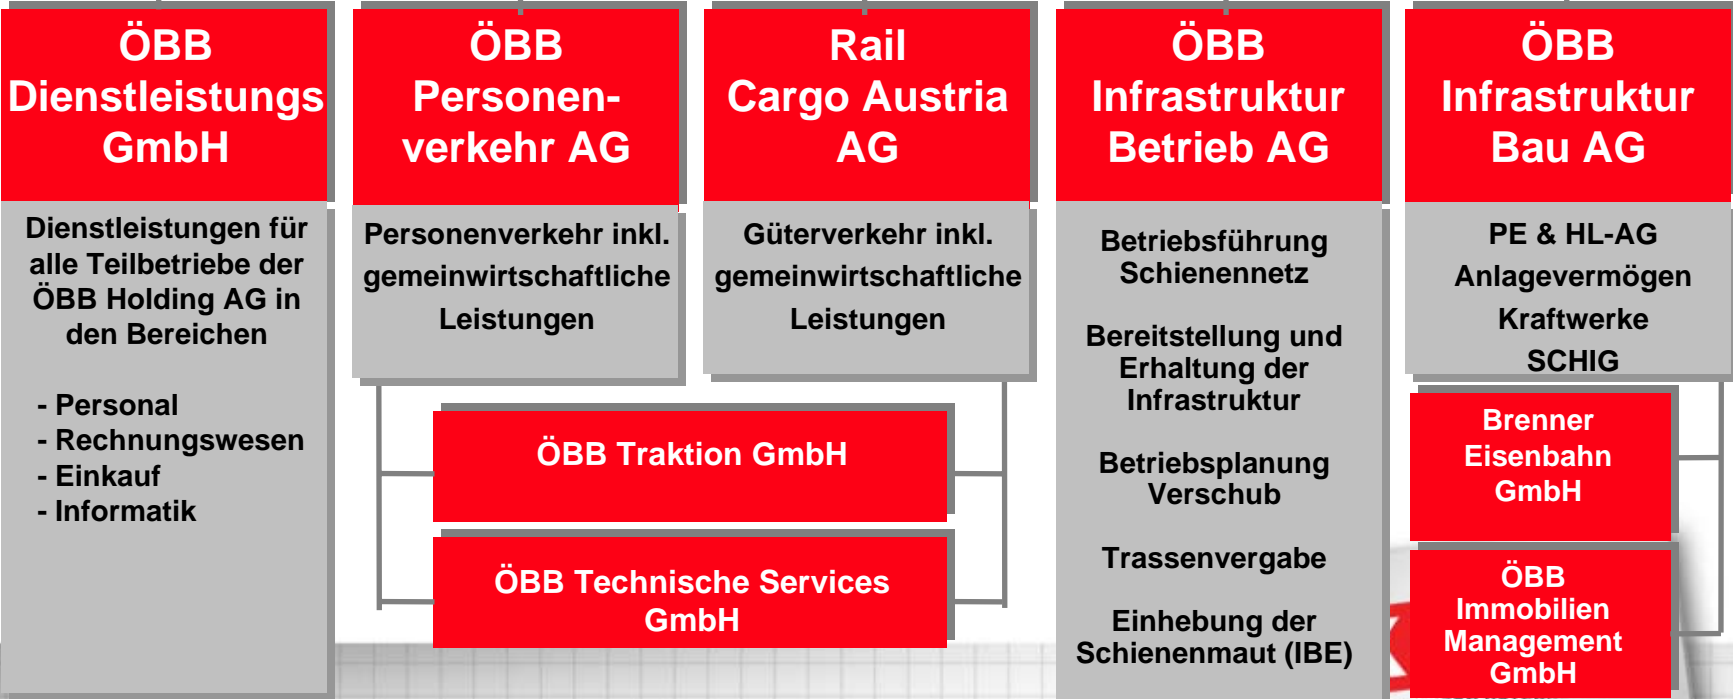 ÖBB
Dienstleistungs
GmbH
Dienstleistungen für
alle Teilbetriebe der
ÖBB Holding AG in
den Bereichen
- Personal
- Rechnungswesen
- Einkauf
- Informatik
ÖBB
Personen-
verkehr AG
Personenverkehr inkl.
gemeinwirtschaftliche
Leistungen
Rail
Cargo Austria
AG
Güterverkehr inkl.
gemeinwirtschaftliche
Leistungen
ÖBB Traktion GmbH
ÖBB Technische Services
GmbH
ÖBB
Infrastruktur
Betrieb AG
Betriebsführung
Schienennetz
Bereitstellung und
Erhaltung der
Infrastruktur
Betriebsplanung
Verschub
Trassenvergabe
Einhebung der
Schienenmaut (IBE)
ÖBB
Infrastruktur
Bau AG
PE & HL-AG
Anlagevermögen
Kraftwerke
SCHIG
Brenner
Eisenbahn
GmbH
ÖBB
Immobilien
Management
GmbH